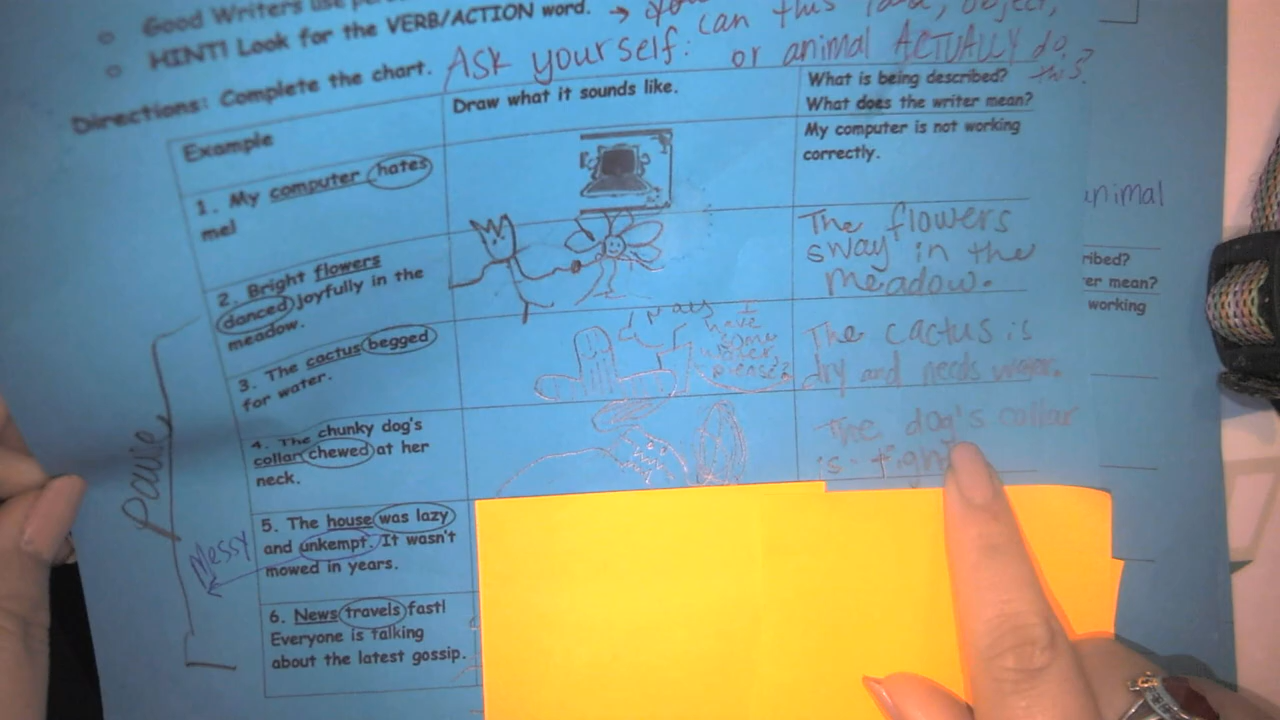 Good Writers use
HINT! Look for the VERB/ACTION word. →
can this
Ask yourself: or animal ACTUALLY do
this?
Directions: Complete the chart.
Example
Draw what it sounds like.
What is being described?
What does the writer mean?
1. My computer hates
me!
My computer is not working
correctly.
2. Bright flowers
danced joyfully in the
meadow.
The flowers
sway in the
meadow.
3. The cactus begged
for water.
I
have
some
water
please?
The cactus is
dry and needs water.
4. The chunky dog's
collar chewed at her
neck.
The dog's collar
is
5. The house was lazy
and unkempt. It wasn't
mowed in years.
6. News travels fast!
Everyone is talking
about the latest gossip.
Pause
Messy
animal
ribed?
er mean?
working